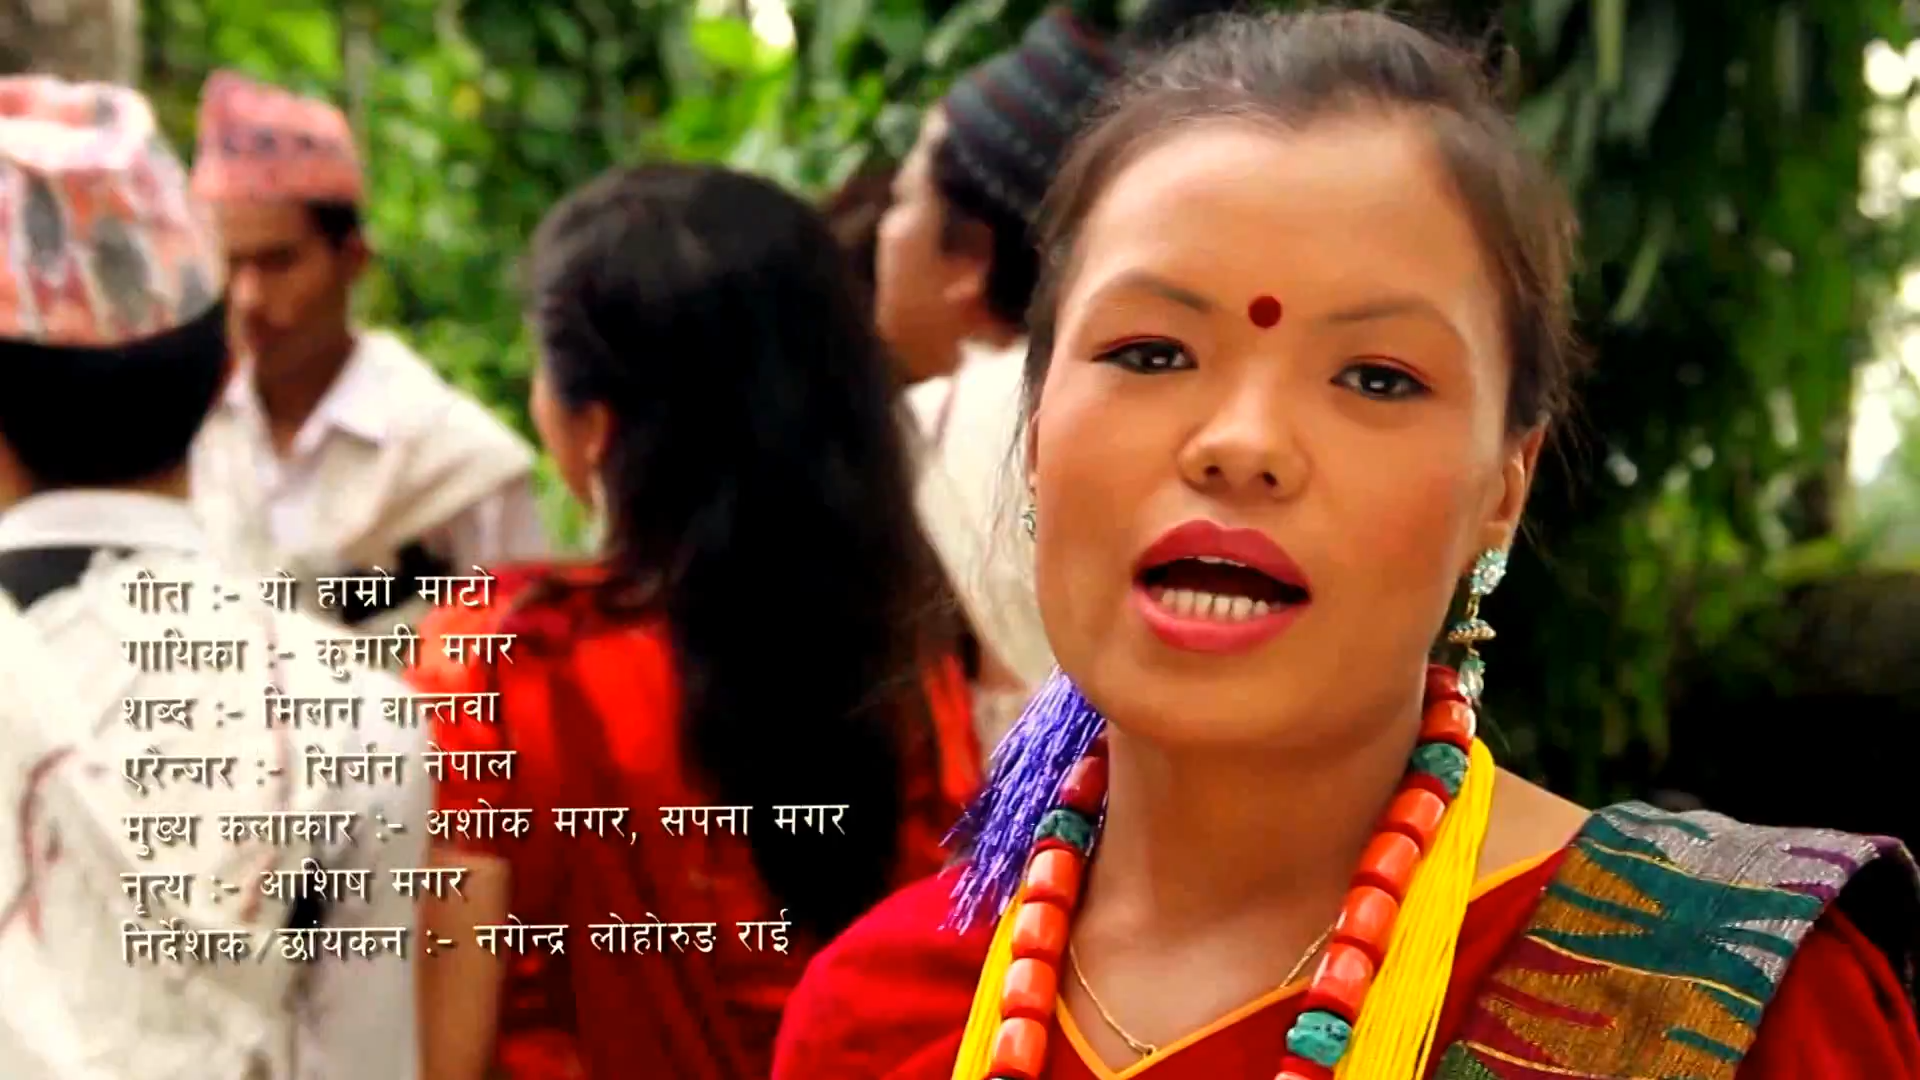 गीत :- यो हाम्रो माटो
गायिका :- कुमारी मगर
शब्द :- मिलन बान्तवा
एरेन्जर :- सिर्जन नेपाल
मुख्य कलाकार :- अशोक मगर, सपना मगर
नृत्य :- आशिष मगर
निर्देशक/छांयकन :- नगेन्द्र लोहोरुङ राई